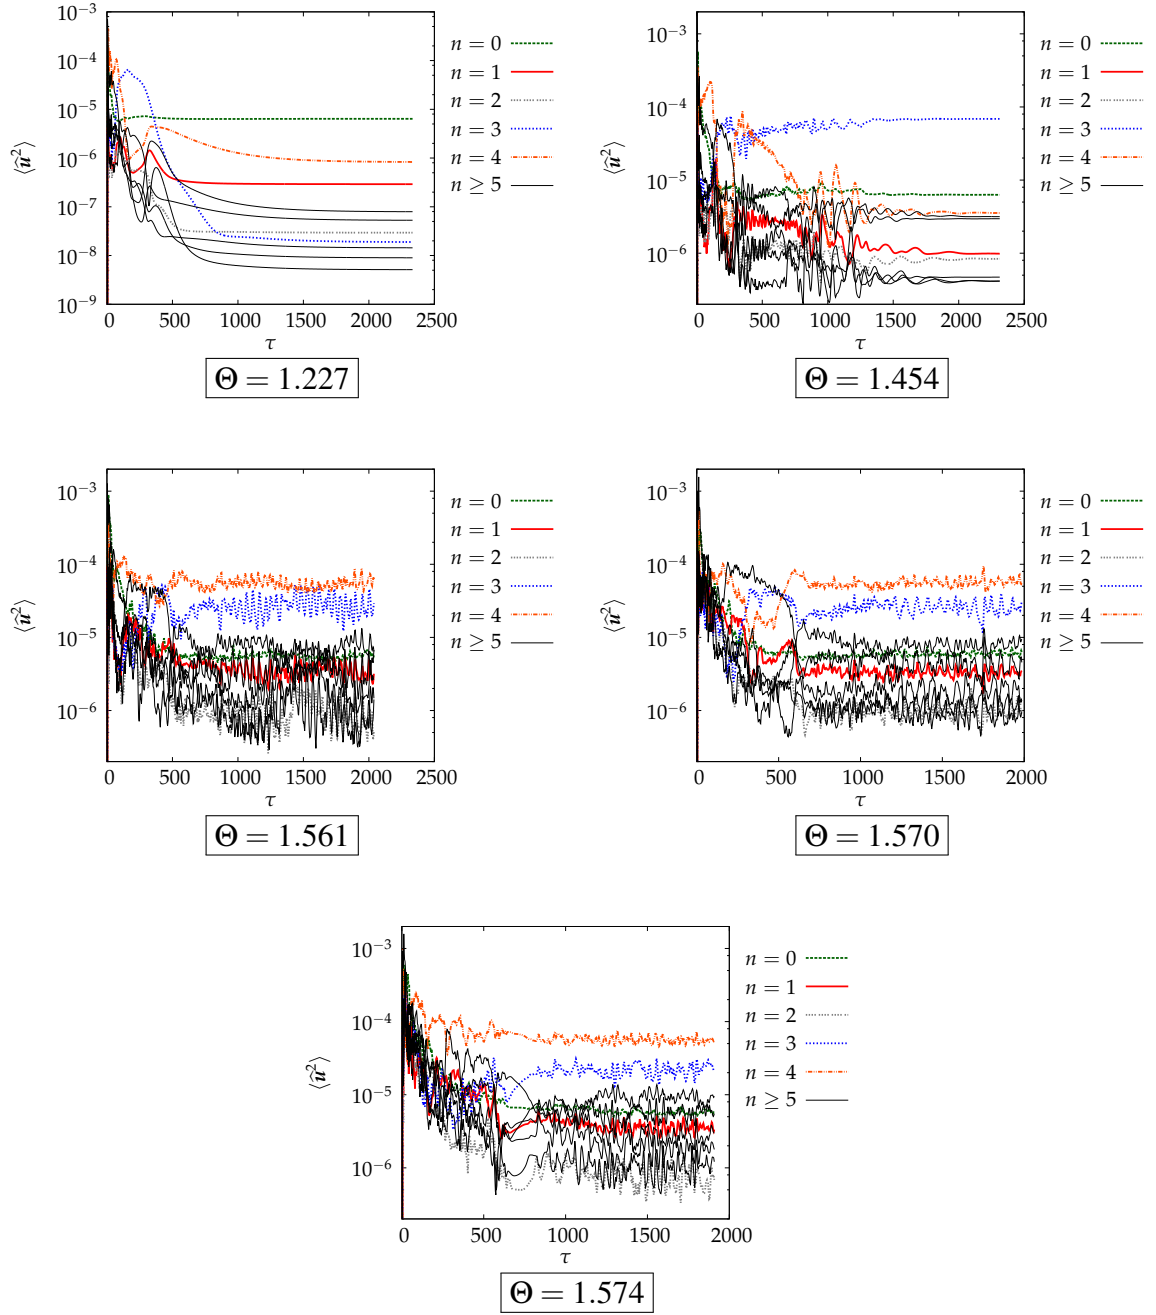 10⁻³
10⁻⁴
10⁻⁵
10⁻⁶
10⁻⁷
10⁻⁸
10⁻⁹
⟨û²⟩
0 500 1000 1500 2000 2500
τ
n = 0
n = 1
n = 2
n = 3
n = 4
n ≥ 5
Θ = 1.227
10⁻³
10⁻⁴
10⁻⁵
10⁻⁶
⟨û²⟩
0 500 1000 1500 2000 2500
τ
n = 0
n = 1
n = 2
n = 3
n = 4
n ≥ 5
Θ = 1.454
10⁻³
10⁻⁴
10⁻⁵
10⁻⁶
⟨û²⟩
0 500 1000 1500 2000 2500
τ
n = 0
n = 1
n = 2
n = 3
n = 4
n ≥ 5
Θ = 1.561
10⁻³
10⁻⁴
10⁻⁵
10⁻⁶
⟨û²⟩
0 500 1000 1500 2000
τ
n = 0
n = 1
n = 2
n = 3
n = 4
n ≥ 5
Θ = 1.570
10⁻³
10⁻⁴
10⁻⁵
10⁻⁶
⟨û²⟩
0 500 1000 1500 2000
τ
n = 0
n = 1
n = 2
n = 3
n = 4
n ≥ 5
Θ = 1.574